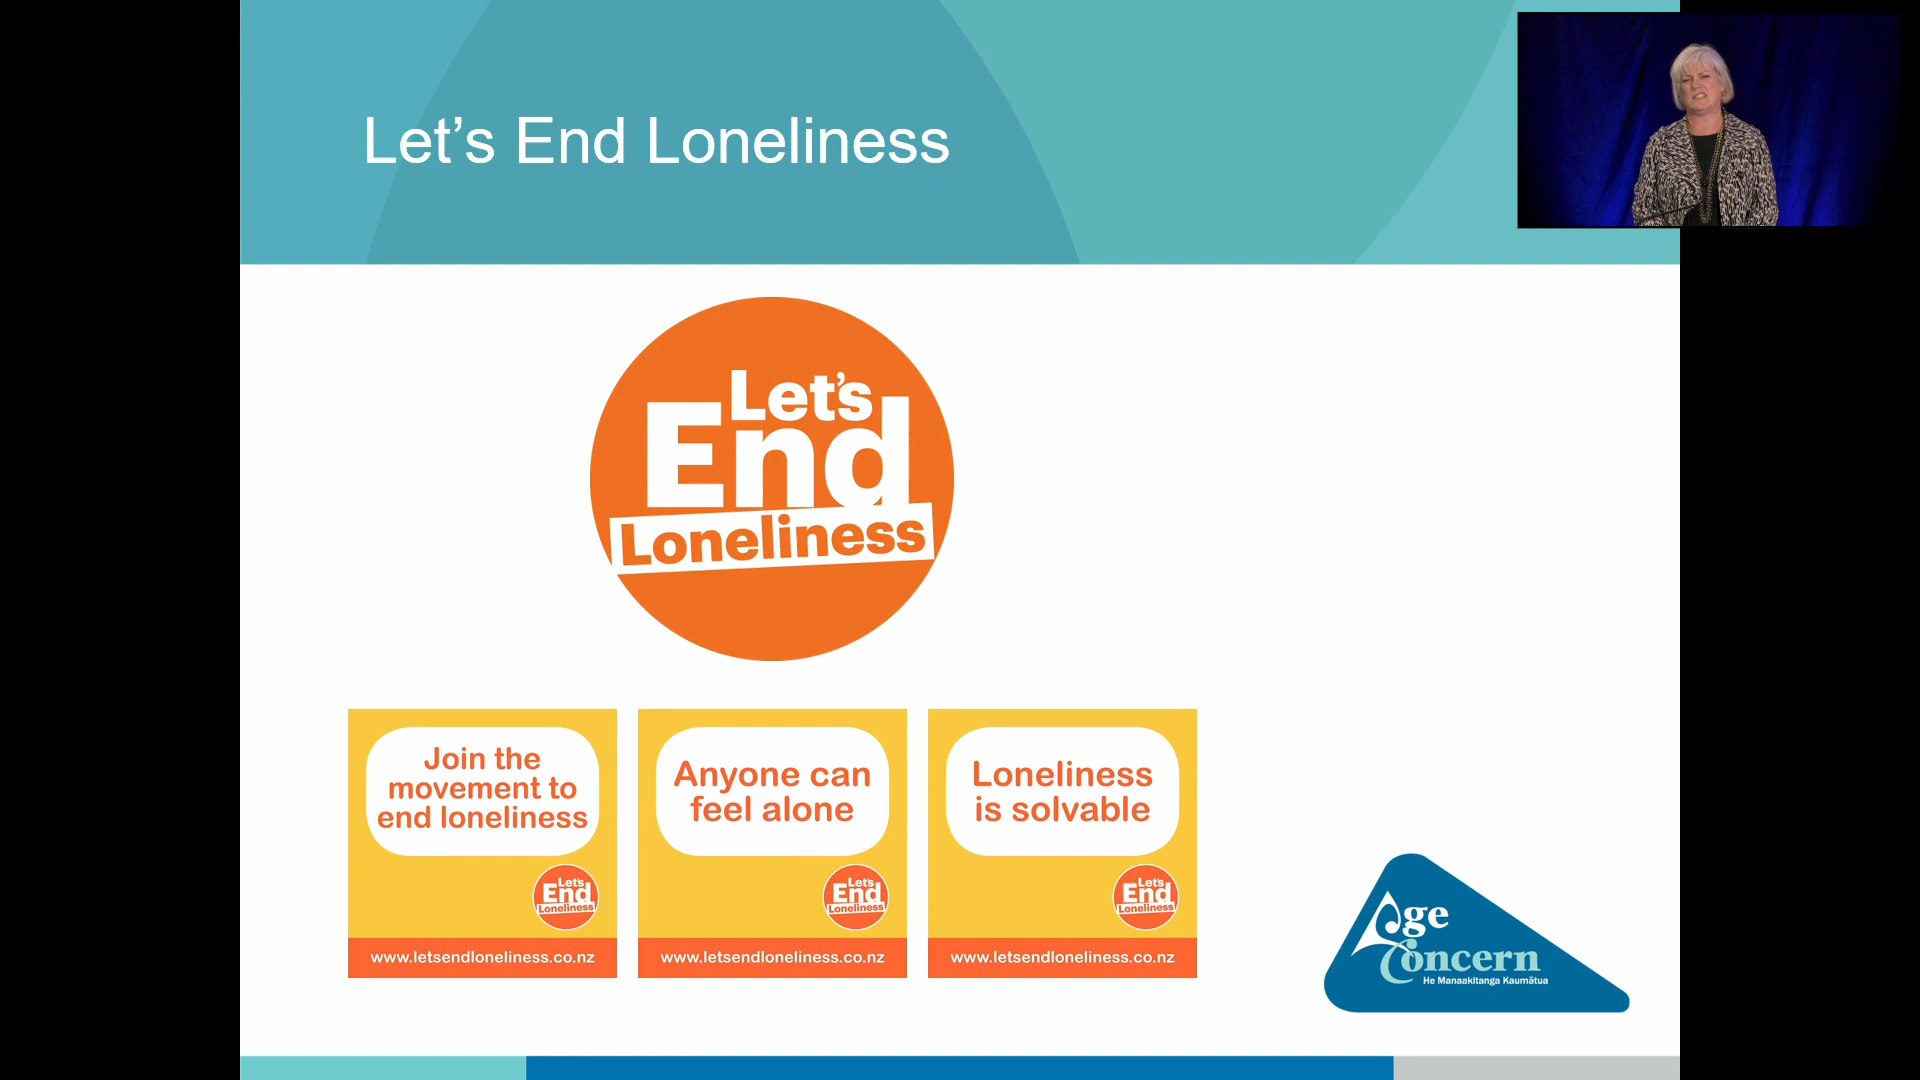 Let’s End Loneliness
Let's
End
Loneliness
Join the
movement to
end loneliness
Let's
End
Loneliness
www.letsendloneliness.co.nz
Anyone can
feel alone
Let's
End
Loneliness
www.letsendloneliness.co.nz
Loneliness
is solvable
Let's
End
Loneliness
www.letsendloneliness.co.nz
Age
Concern
He Manaakitanga Kaumātua